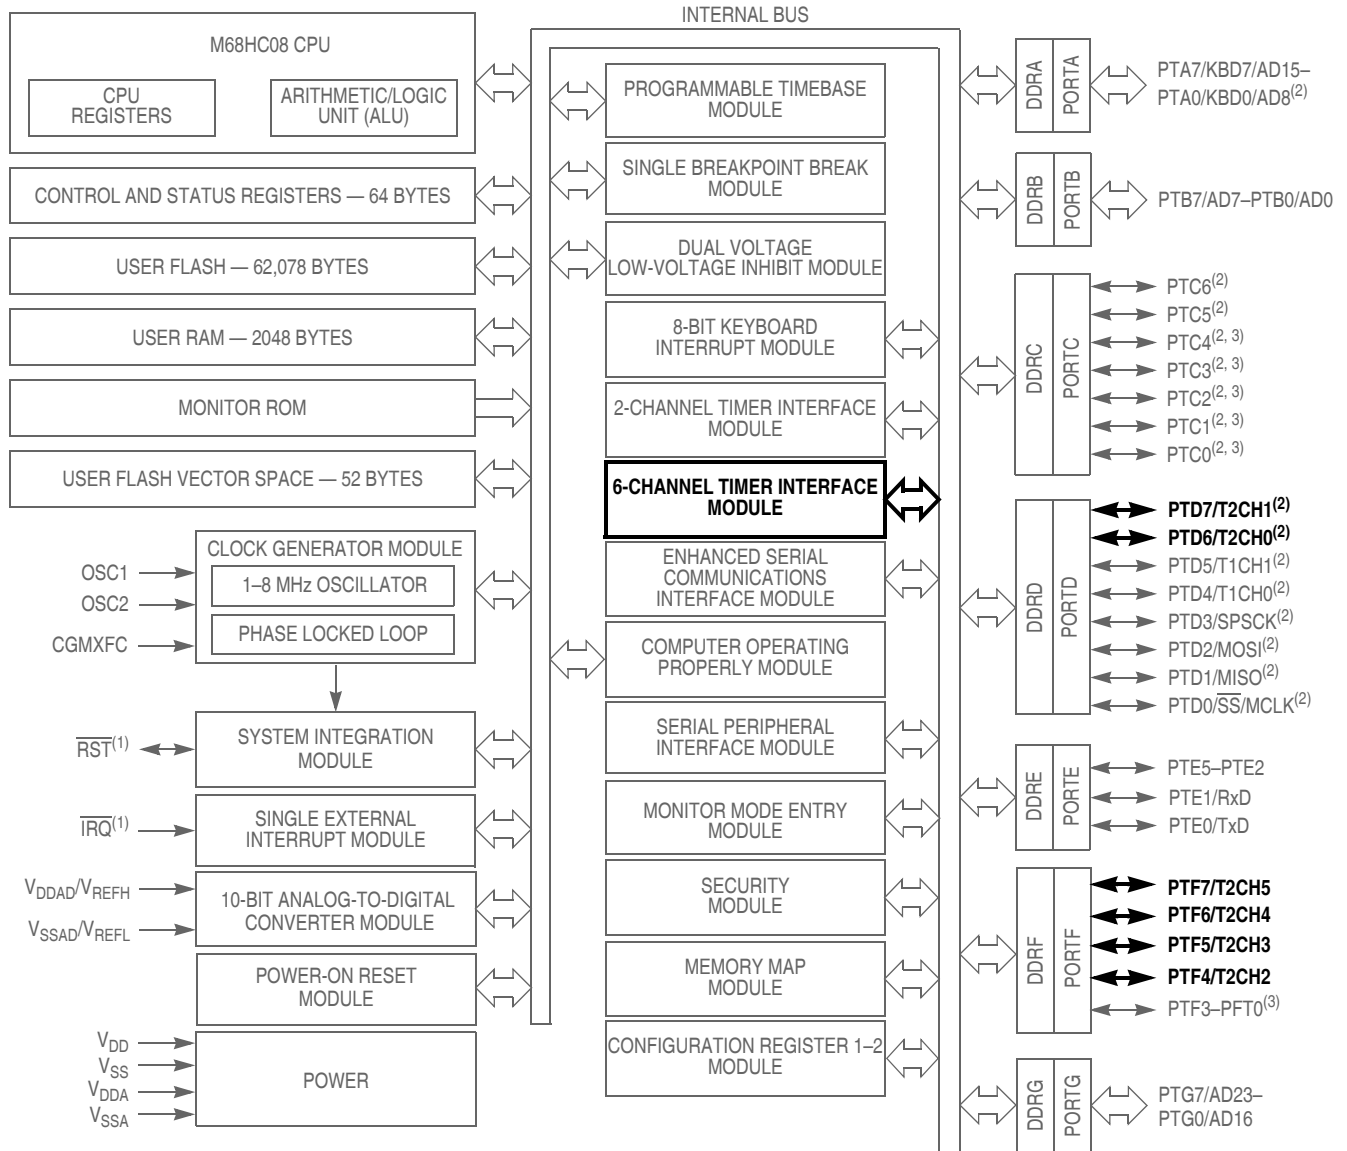 INTERNAL BUS
M68HC08 CPU
CPU
REGISTERS
ARITHMETIC/LOGIC
UNIT (ALU)
CONTROL AND STATUS REGISTERS — 64 BYTES
USER FLASH — 62,078 BYTES
USER RAM — 2048 BYTES
MONITOR ROM
USER FLASH VECTOR SPACE — 52 BYTES
CLOCK GENERATOR MODULE
1–8 MHz OSCILLATOR
PHASE LOCKED LOOP
OSC1
OSC2
CGMXFC
SYSTEM INTEGRATION
MODULE
RST(1)
SINGLE EXTERNAL
INTERRUPT MODULE
IRQ(1)
10-BIT ANALOG-TO-DIGITAL
CONVERTER MODULE
VDDAD/VREFH
VSSAD/VREFL
POWER-ON RESET
MODULE
POWER
VDD
VSS
VDDA
VSSA
PROGRAMMABLE TIMEBASE
MODULE
SINGLE BREAKPOINT BREAK
MODULE
DUAL VOLTAGE
LOW-VOLTAGE INHIBIT MODULE
8-BIT KEYBOARD
INTERRUPT MODULE
2-CHANNEL TIMER INTERFACE
MODULE
6-CHANNEL TIMER INTERFACE
MODULE
ENHANCED SERIAL
COMMUNICATIONS
INTERFACE MODULE
COMPUTER OPERATING
PROPERLY MODULE
SERIAL PERIPHERAL
INTERFACE MODULE
MONITOR MODE ENTRY
MODULE
SECURITY
MODULE
MEMORY MAP
MODULE
CONFIGURATION REGISTER 1–2
MODULE
DDRA
PORTA
PTA7/KBD7/AD15–
PTA0/KBD0/AD8(2)
DDRB
PORTB
PTB7/AD7–PTB0/AD0
DDRC
PORTC
PTC6(2)
PTC5(2)
PTC4(2, 3)
PTC3(2, 3)
PTC2(2, 3)
PTC1(2, 3)
PTC0(2, 3)
DDRD
PORTD
PTD7/T2CH1(2)
PTD6/T2CH0(2)
PTD5/T1CH1(2)
PTD4/T1CH0(2)
PTD3/SPSCK(2)
PTD2/MOSI(2)
PTD1/MISO(2)
PTD0/SS/MCLK(2)
DDRE
PORTE
PTE5–PTE2
PTE1/RxD
PTE0/TxD
DDRF
PORTF
PTF7/T2CH5
PTF6/T2CH4
PTF5/T2CH3
PTF4/T2CH2
PTF3–PFT0(3)
DDRG
PORTG
PTG7/AD23–
PTG0/AD16